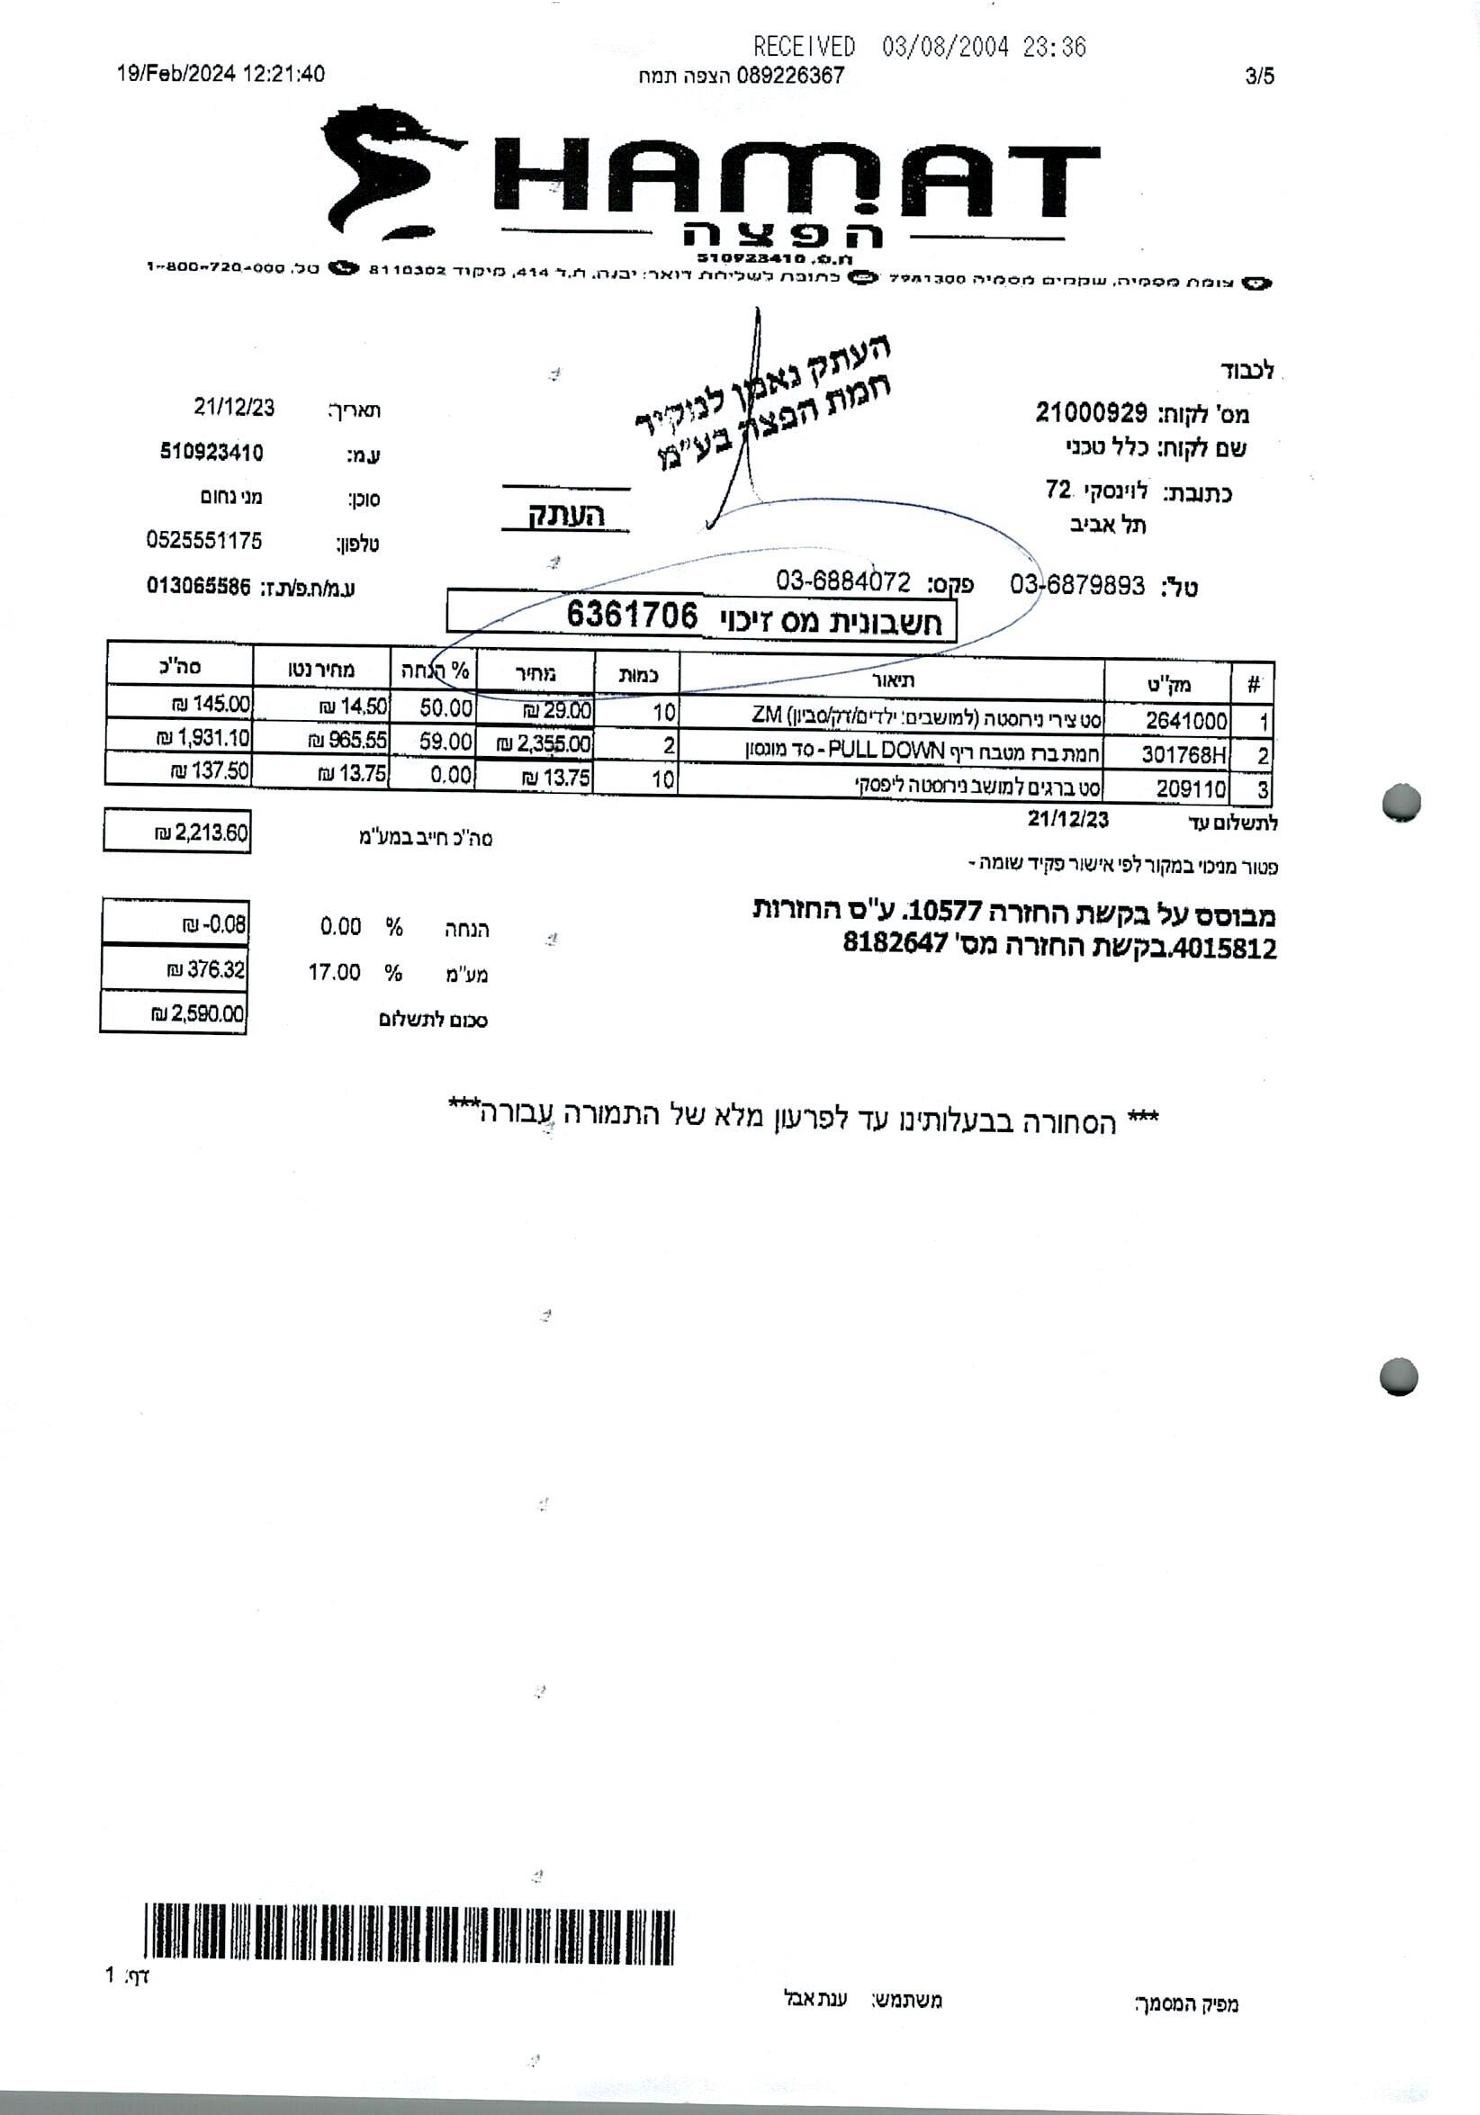 RECEIVED 03/08/2004 23:36
19/Feb/2024 12:21:40 חמת הפצה 089226367 3/5
HAMAT
הפצה
ח.פ. 510923410
צומת מסמיה, שקמים מסמיה 7981300 כתובת לשליחת דואר: יבנה, ת.ד 414, מיקוד 8110302 טל. 1-800-720-000
העתק נאמן למקור
חמת הפצה בע"מ
לכבוד
מס' לקוח: 21000929
שם לקוח: כלל טכני
כתובת: לוינסקי 72
תל אביב
טל': 03-6879893 פקס: 03-6884072
תאריך: 21/12/23
ע.מ: 510923410
סוכן: מני נחום
טלפון: 0525551175
ע.מ/ח.פ/ת.ז: 013065586
העתק
חשבונית מס זיכוי 6361706
# מק"ט תיאור כמות מחיר % הנחה מחיר נטו סה"כ
1 2641000 סט צירי נירוסטה (למושבים: ילדים/דק/סביון) ZM 10 29.00 ₪ 50.00 14.50 ₪ 145.00 ₪
2 301768H חמת ברז מטבח ריף PULL DOWN - סד מונסון 2 2,355.00 ₪ 59.00 965.55 ₪ 1,931.10 ₪
3 209110 סט ברגים למושב נירוסטה ליפסקי 10 13.75 ₪ 0.00 13.75 ₪ 137.50 ₪
לתשלום עד 21/12/23
סה"כ חייב במע"מ 2,213.60 ₪
פטור מניכוי במקור לפי אישור פקיד שומה -
מבוסס על בקשת החזרה 10577. ע"ס החזרות
4015812.בקשת החזרה מס' 8182647
הנחה % 0.00 -0.08 ₪
מע"מ % 17.00 376.32 ₪
סכום לתשלום 2,590.00 ₪
*** הסחורה בבעלותינו עד לפרעון מלא של התמורה עבורה***
דף: 1
מפיק המסמך: משתמש: ענת אבל